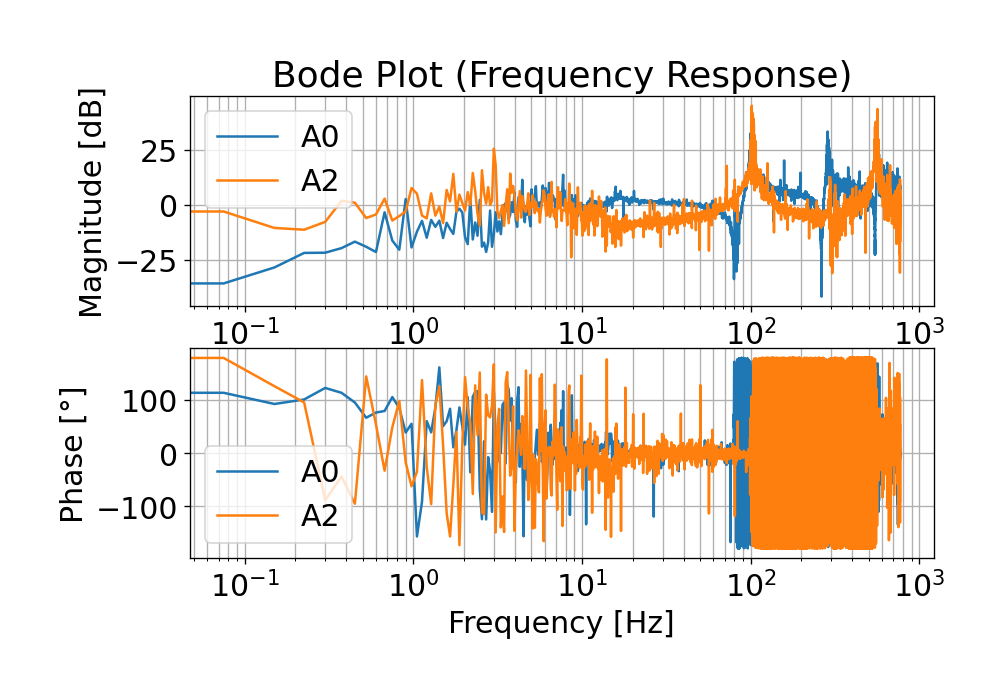 Bode Plot (Frequency Response)
Magnitude [dB]
25
0
−25
A0
A2
10⁻¹ 10⁰ 10¹ 10² 10³
Phase [°]
100
0
−100
A0
A2
10⁻¹ 10⁰ 10¹ 10² 10³
Frequency [Hz]